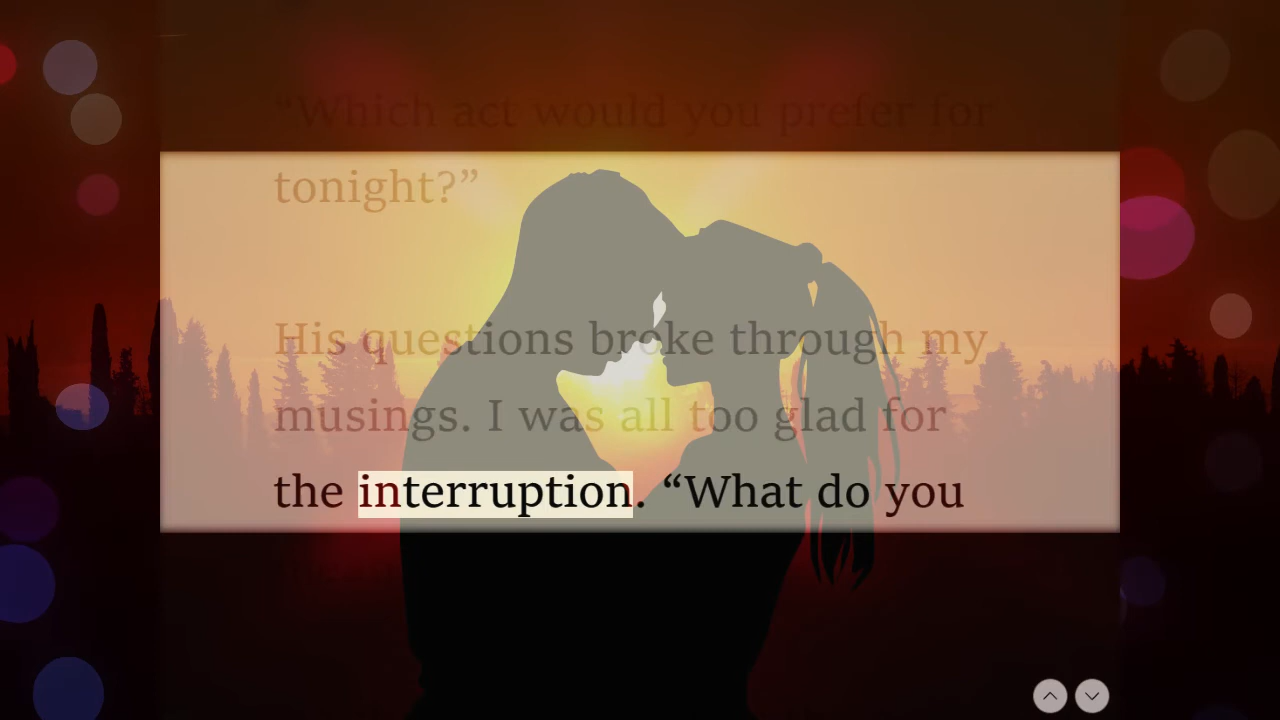 “Which act would you prefer for
tonight?”
His questions broke through my
musings. I was all too glad for
the interruption. “What do you